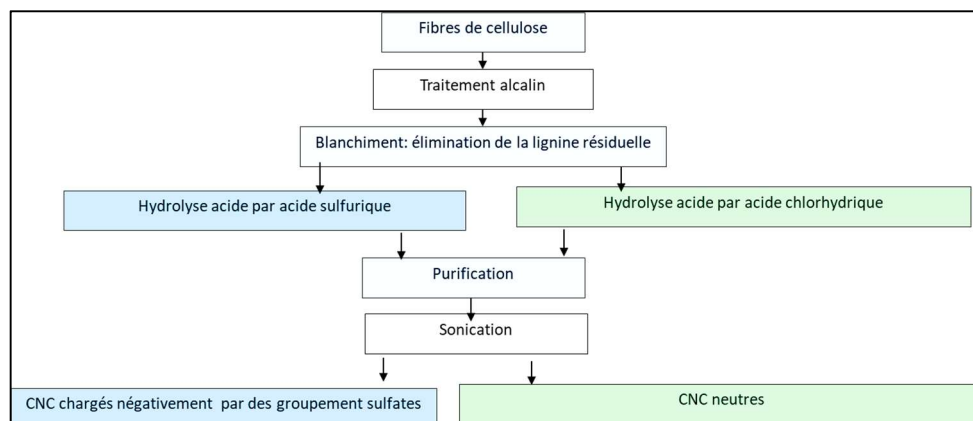 Fibres de cellulose
Traitement alcalin
Blanchiment: élimination de la lignine résiduelle
Hydrolyse acide par acide sulfurique
Hydrolyse acide par acide chlorhydrique
Purification
Sonication
CNC chargés négativement par des groupement sulfates
CNC neutres